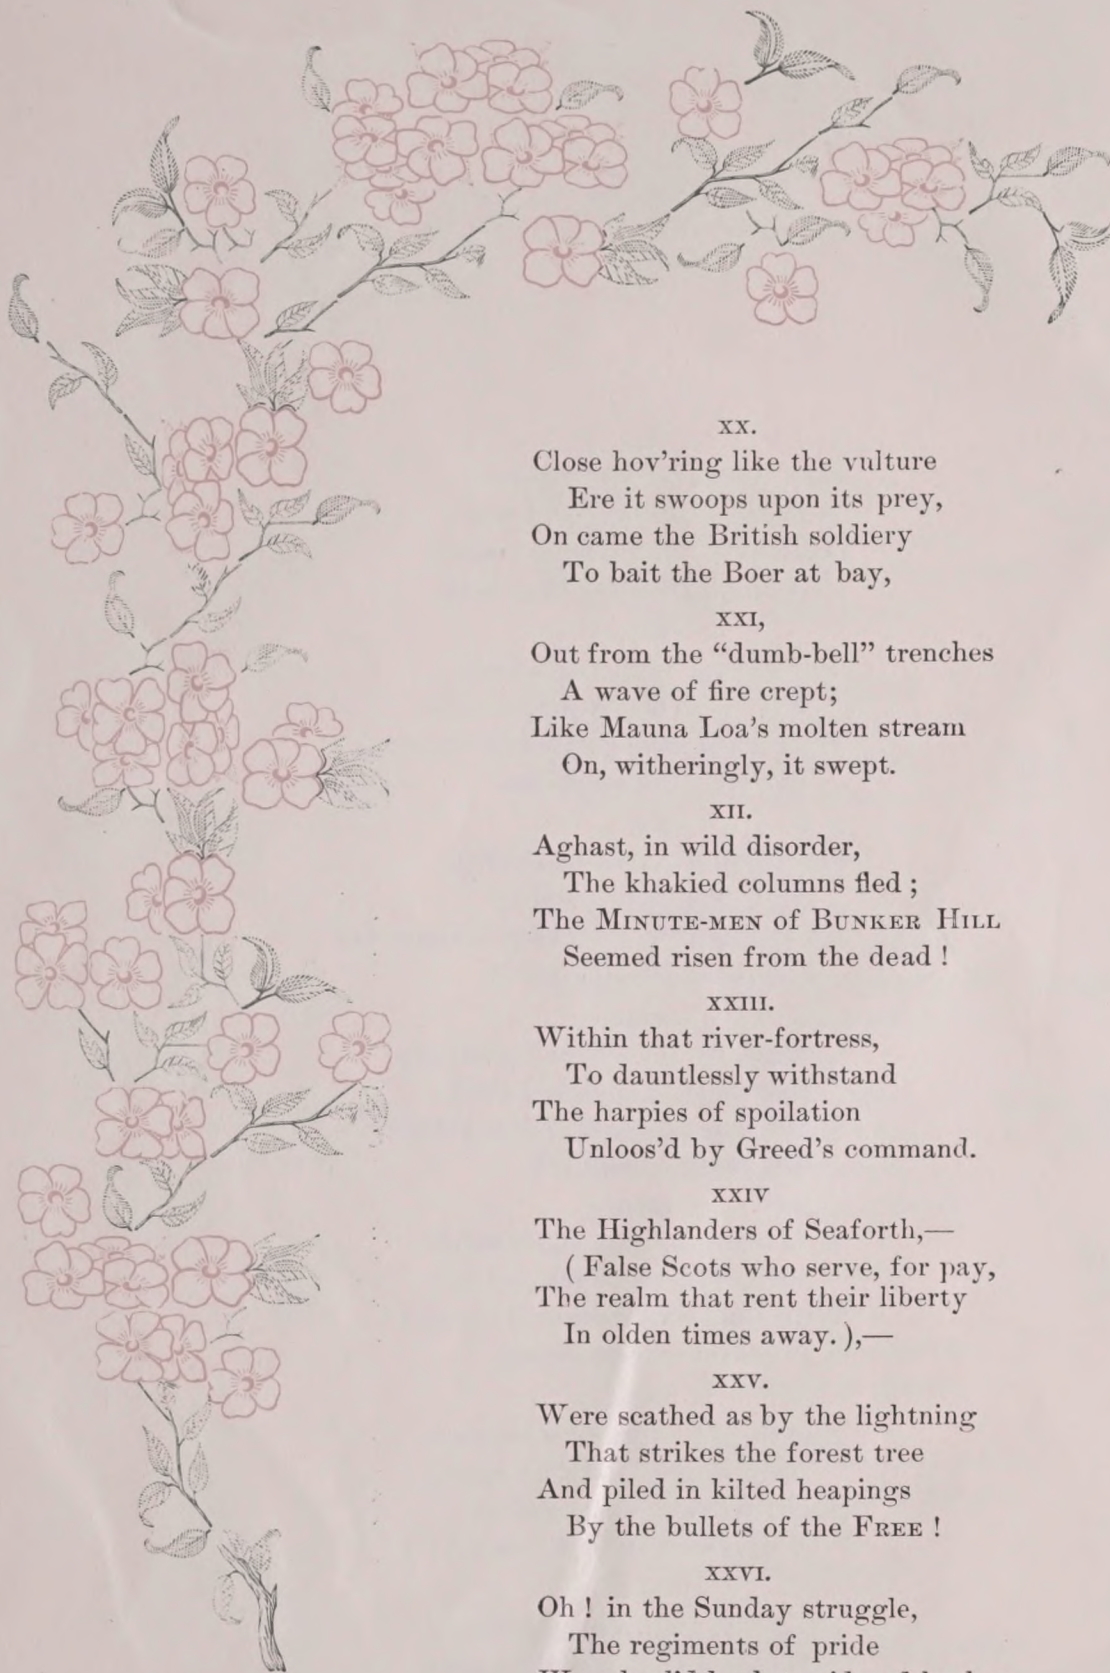 XX.
Close hov'ring like the vulture
Ere it swoops upon its prey,
On came the British soldiery
To bait the Boer at bay,
XXI,
Out from the “dumb-bell” trenches
A wave of fire crept;
Like Mauna Loa's molten stream
On, witheringly, it swept.
XII.
Aghast, in wild disorder,
The khakied columns fled ;
The MINUTE-MEN of BUNKER HILL
Seemed risen from the dead !
XXIII.
Within that river-fortress,
To dauntlessly withstand
The harpies of spoilation
Unloos'd by Greed's command.
XXIV
The Highlanders of Seaforth,—
( False Scots who serve, for pay,
The realm that rent their liberty
In olden times away. ),—
XXV.
Were scathed as by the lightning
That strikes the forest tree
And piled in kilted heapings
By the bullets of the FREE !
XXVI.
Oh ! in the Sunday struggle,
The regiments of pride